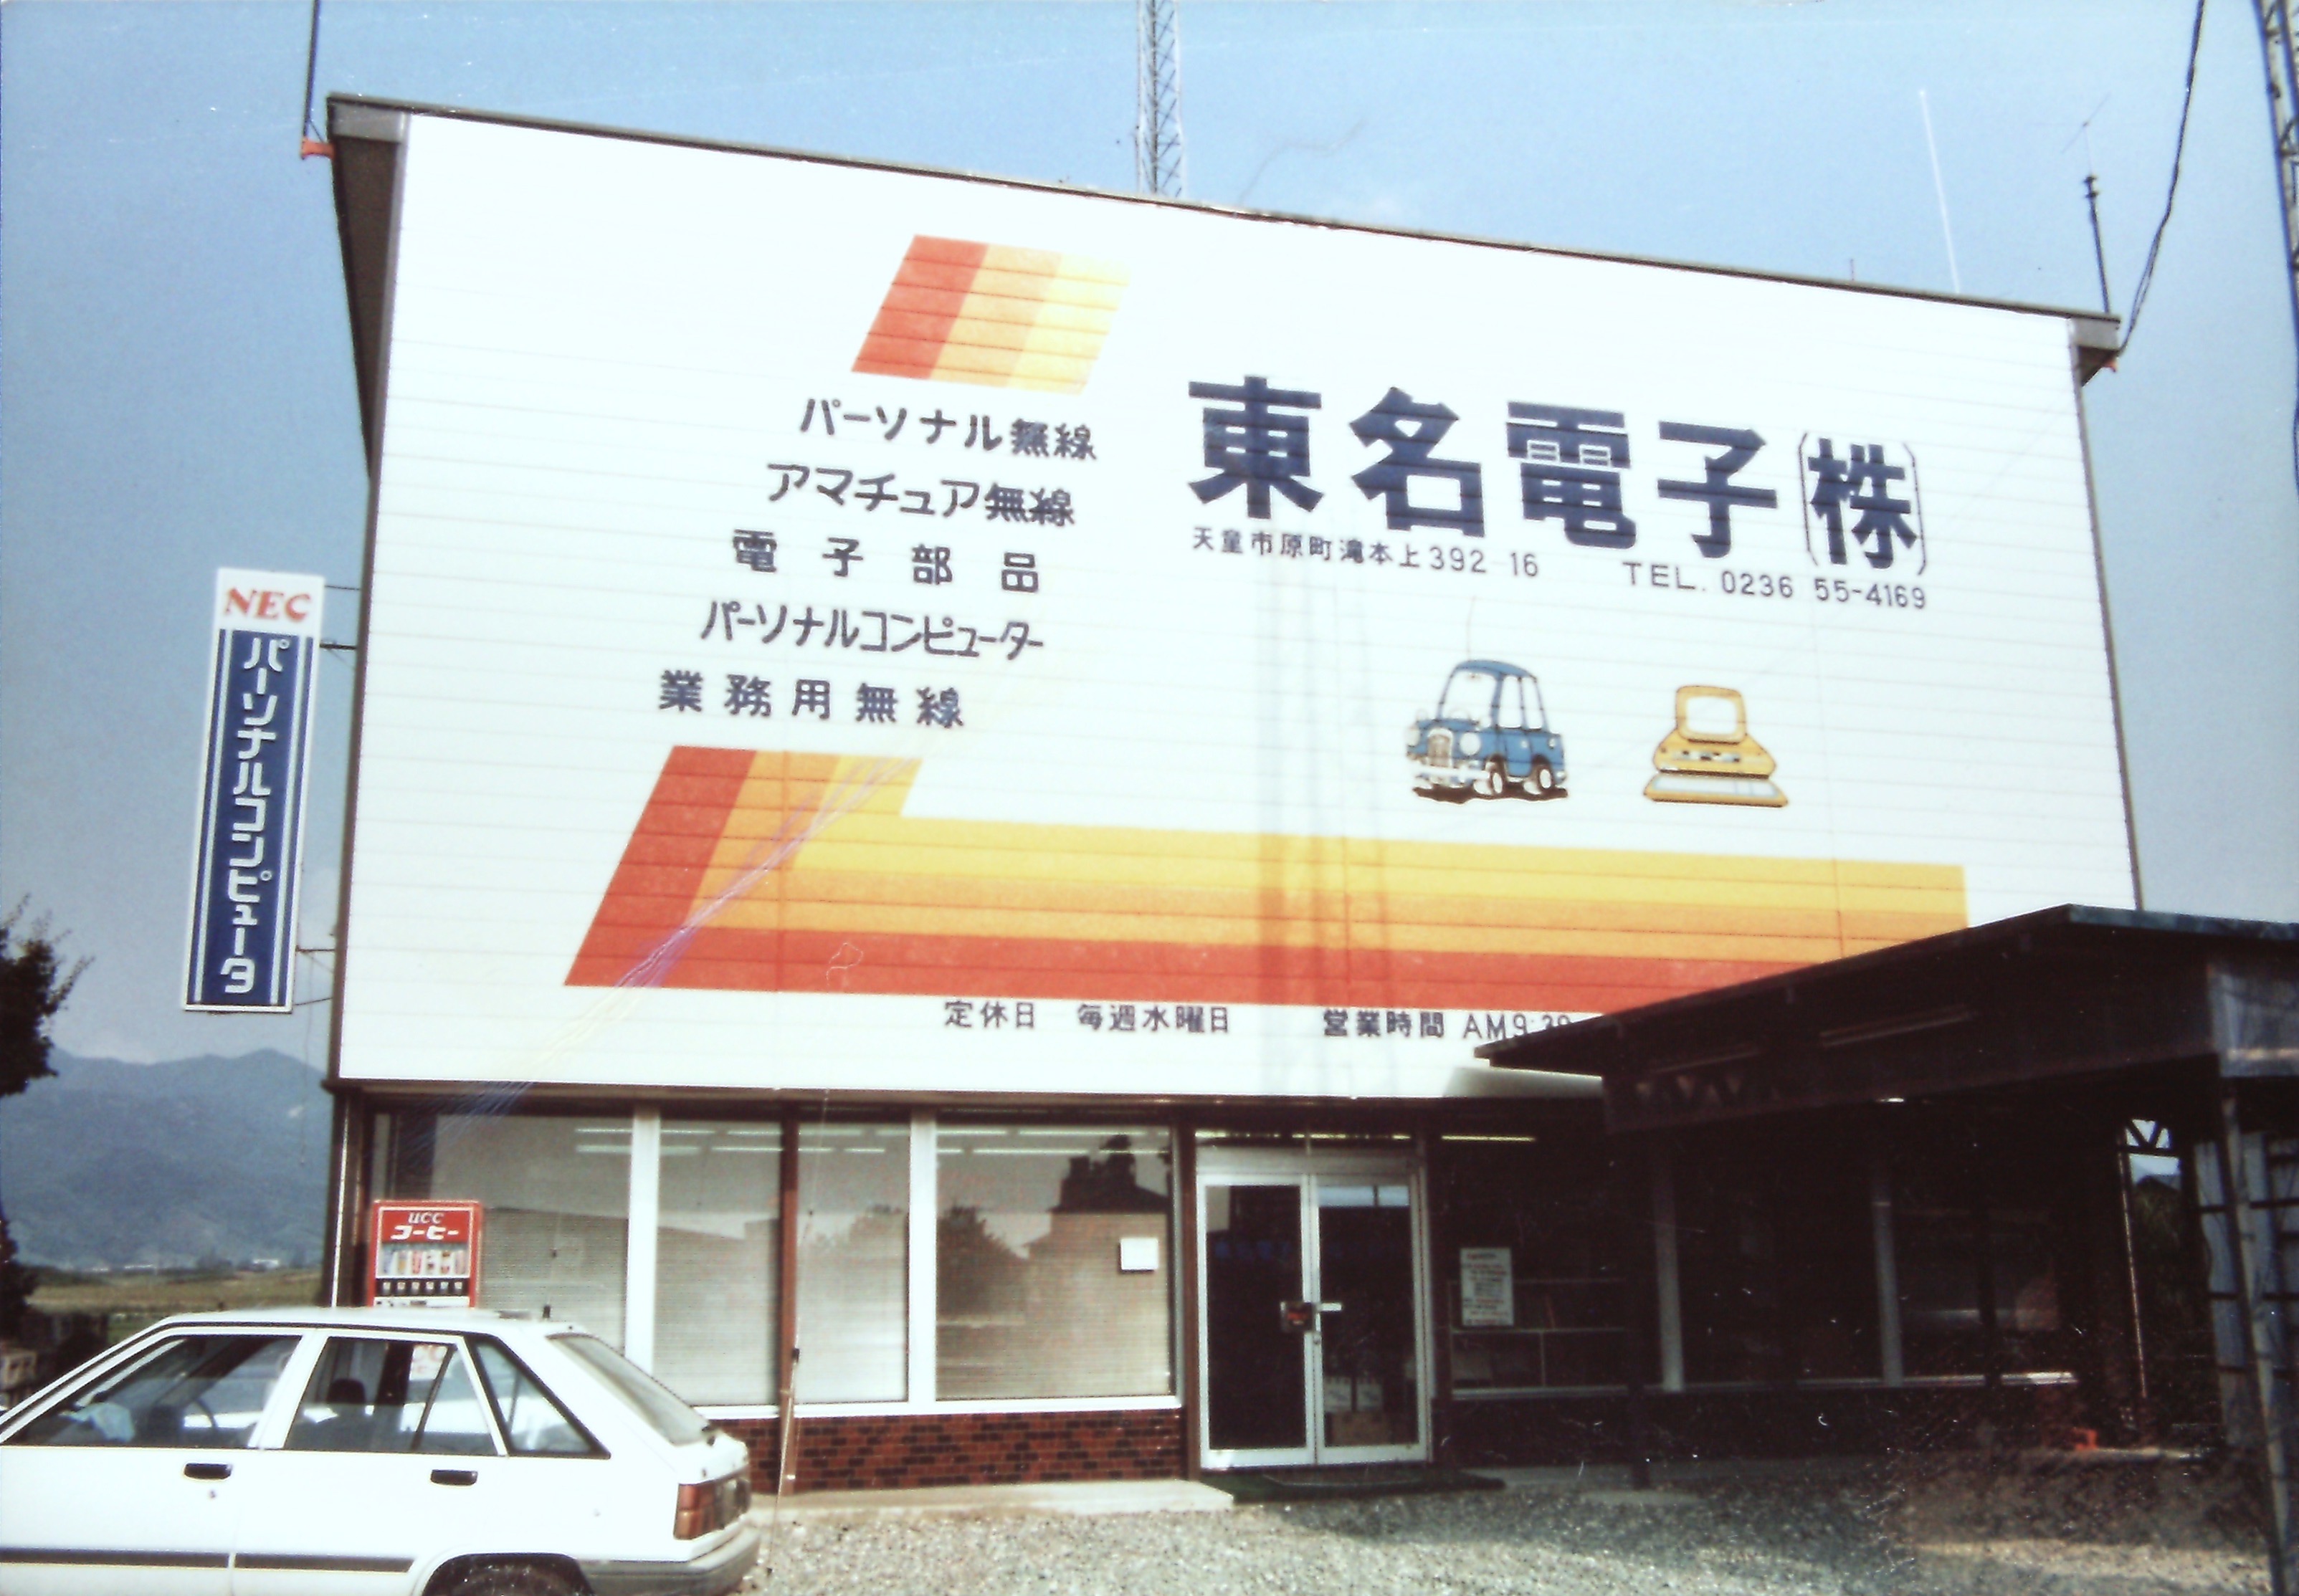 パーソナル無線
アマチュア無線
電子部品
パーソナルコンピューター
業務用無線
東名電子(株)
天童市原町滝本上392 16 TEL. 0236 55-4169
NEC
パーソナルコンピュータ
定休日 毎週水曜日 営業時間 AM9:30
UCC
コーヒー